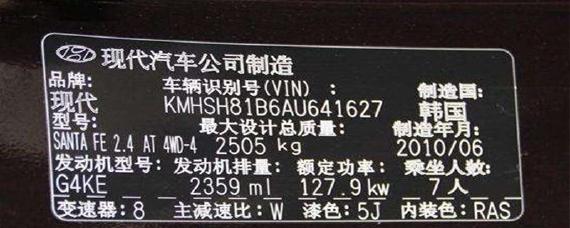 现代汽车公司制造
品牌: 车辆识别号(VIN) : 制造国:
现代 KMHSH81B6AU641627 韩国
型号: 最大设计总质量: 制造年月:
SANTA FE 2.4 AT 4WD-4 2505 kg 2010/06
发动机型号: 发动机排量: 额定功率: 乘坐人数:
G4KE 2359 ml 127.9 kw 7人
变速器: 8 主减速比: W 漆色: 5J 内装色: RAS